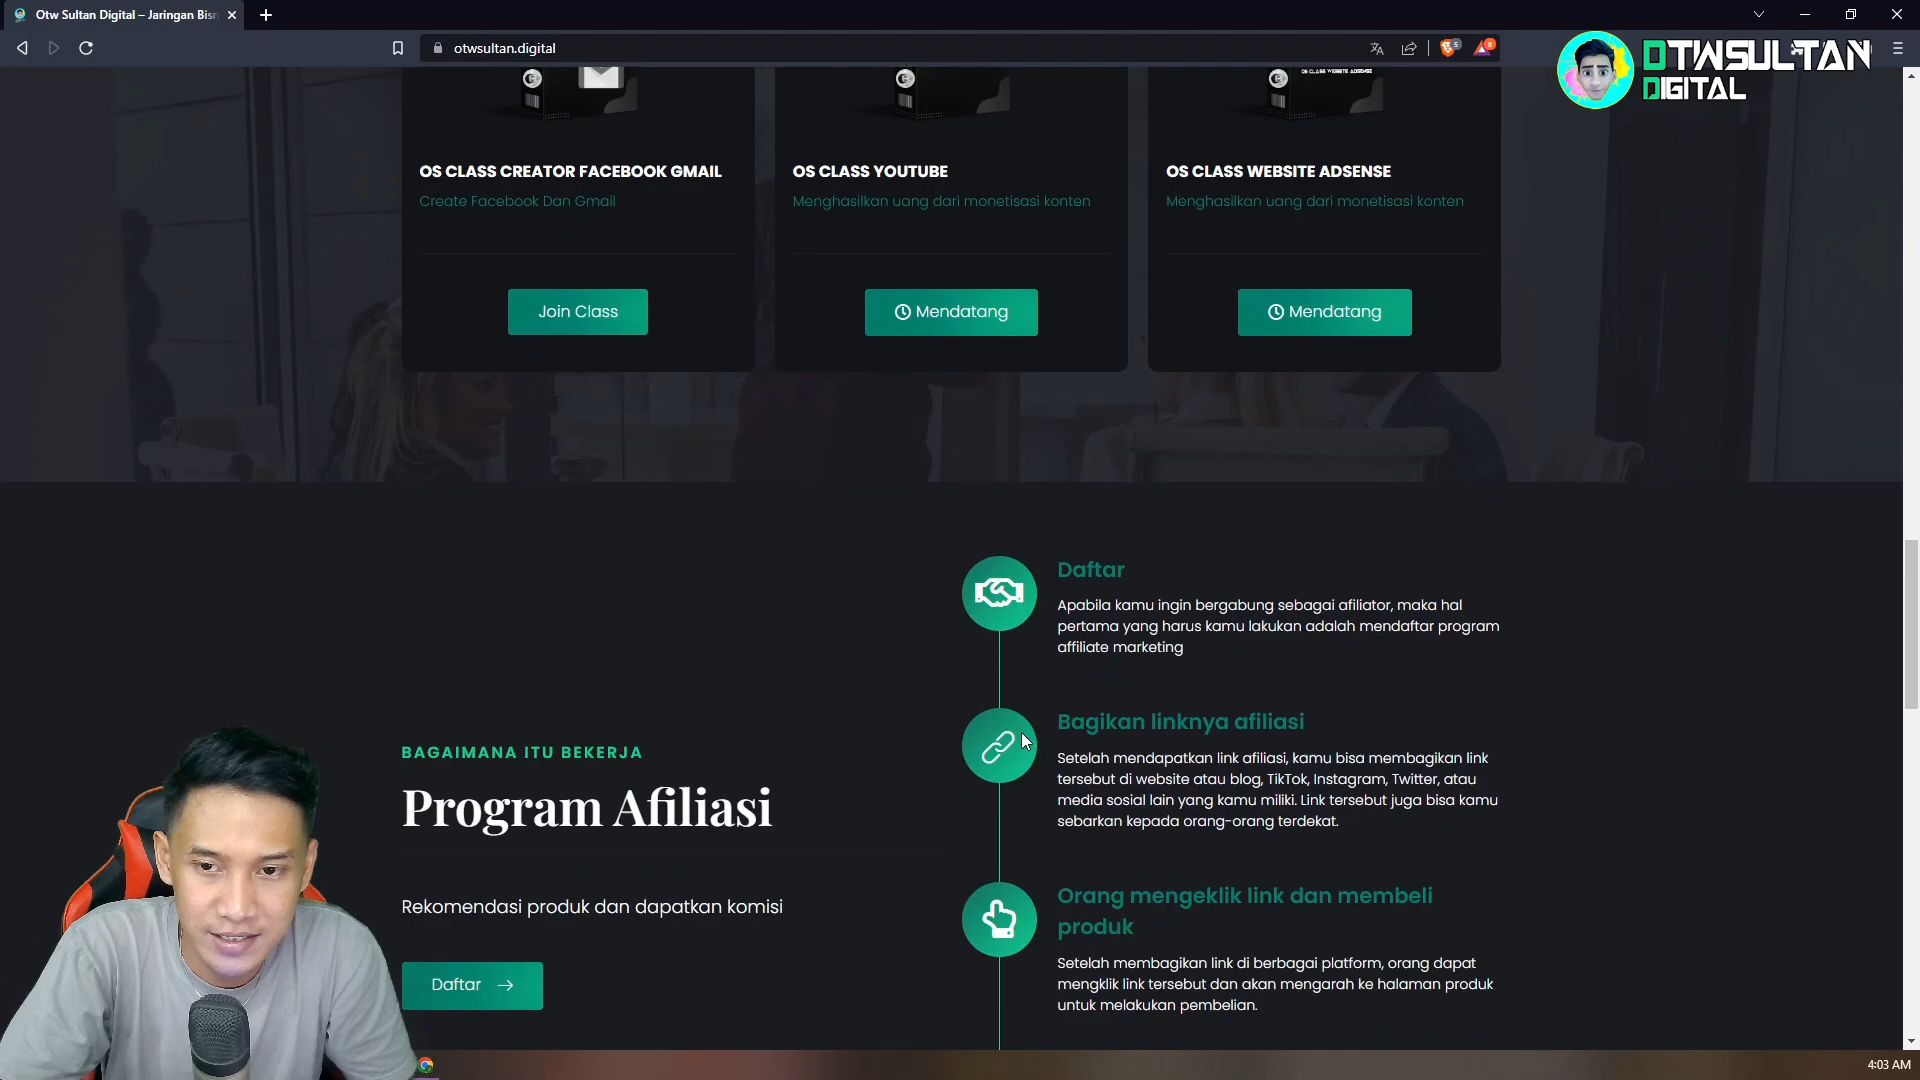 Otw Sultan Digital – Jaringan Bisn
otwsultan.digital
OTWSULTAN
DIGITAL
OS CLASS WEBSITE ADSENSE
OS CLASS CREATOR FACEBOOK GMAIL
Create Facebook Dan Gmail
Join Class
OS CLASS YOUTUBE
Menghasilkan uang dari monetisasi konten
Mendatang
OS CLASS WEBSITE ADSENSE
Menghasilkan uang dari monetisasi konten
Mendatang
BAGAIMANA ITU BEKERJA
Program Afiliasi
Rekomendasi produk dan dapatkan komisi
Daftar →
Daftar
Apabila kamu ingin bergabung sebagai afiliator, maka hal
pertama yang harus kamu lakukan adalah mendaftar program
affiliate marketing
Bagikan linknya afiliasi
Setelah mendapatkan link afiliasi, kamu bisa membagikan link
tersebut di website atau blog, TikTok, Instagram, Twitter, atau
media sosial lain yang kamu miliki. Link tersebut juga bisa kamu
sebarkan kepada orang-orang terdekat.
Orang mengeklik link dan membeli
produk
Setelah membagikan link di berbagai platform, orang dapat
mengklik link tersebut dan akan mengarah ke halaman produk
untuk melakukan pembelian.
4:03 AM